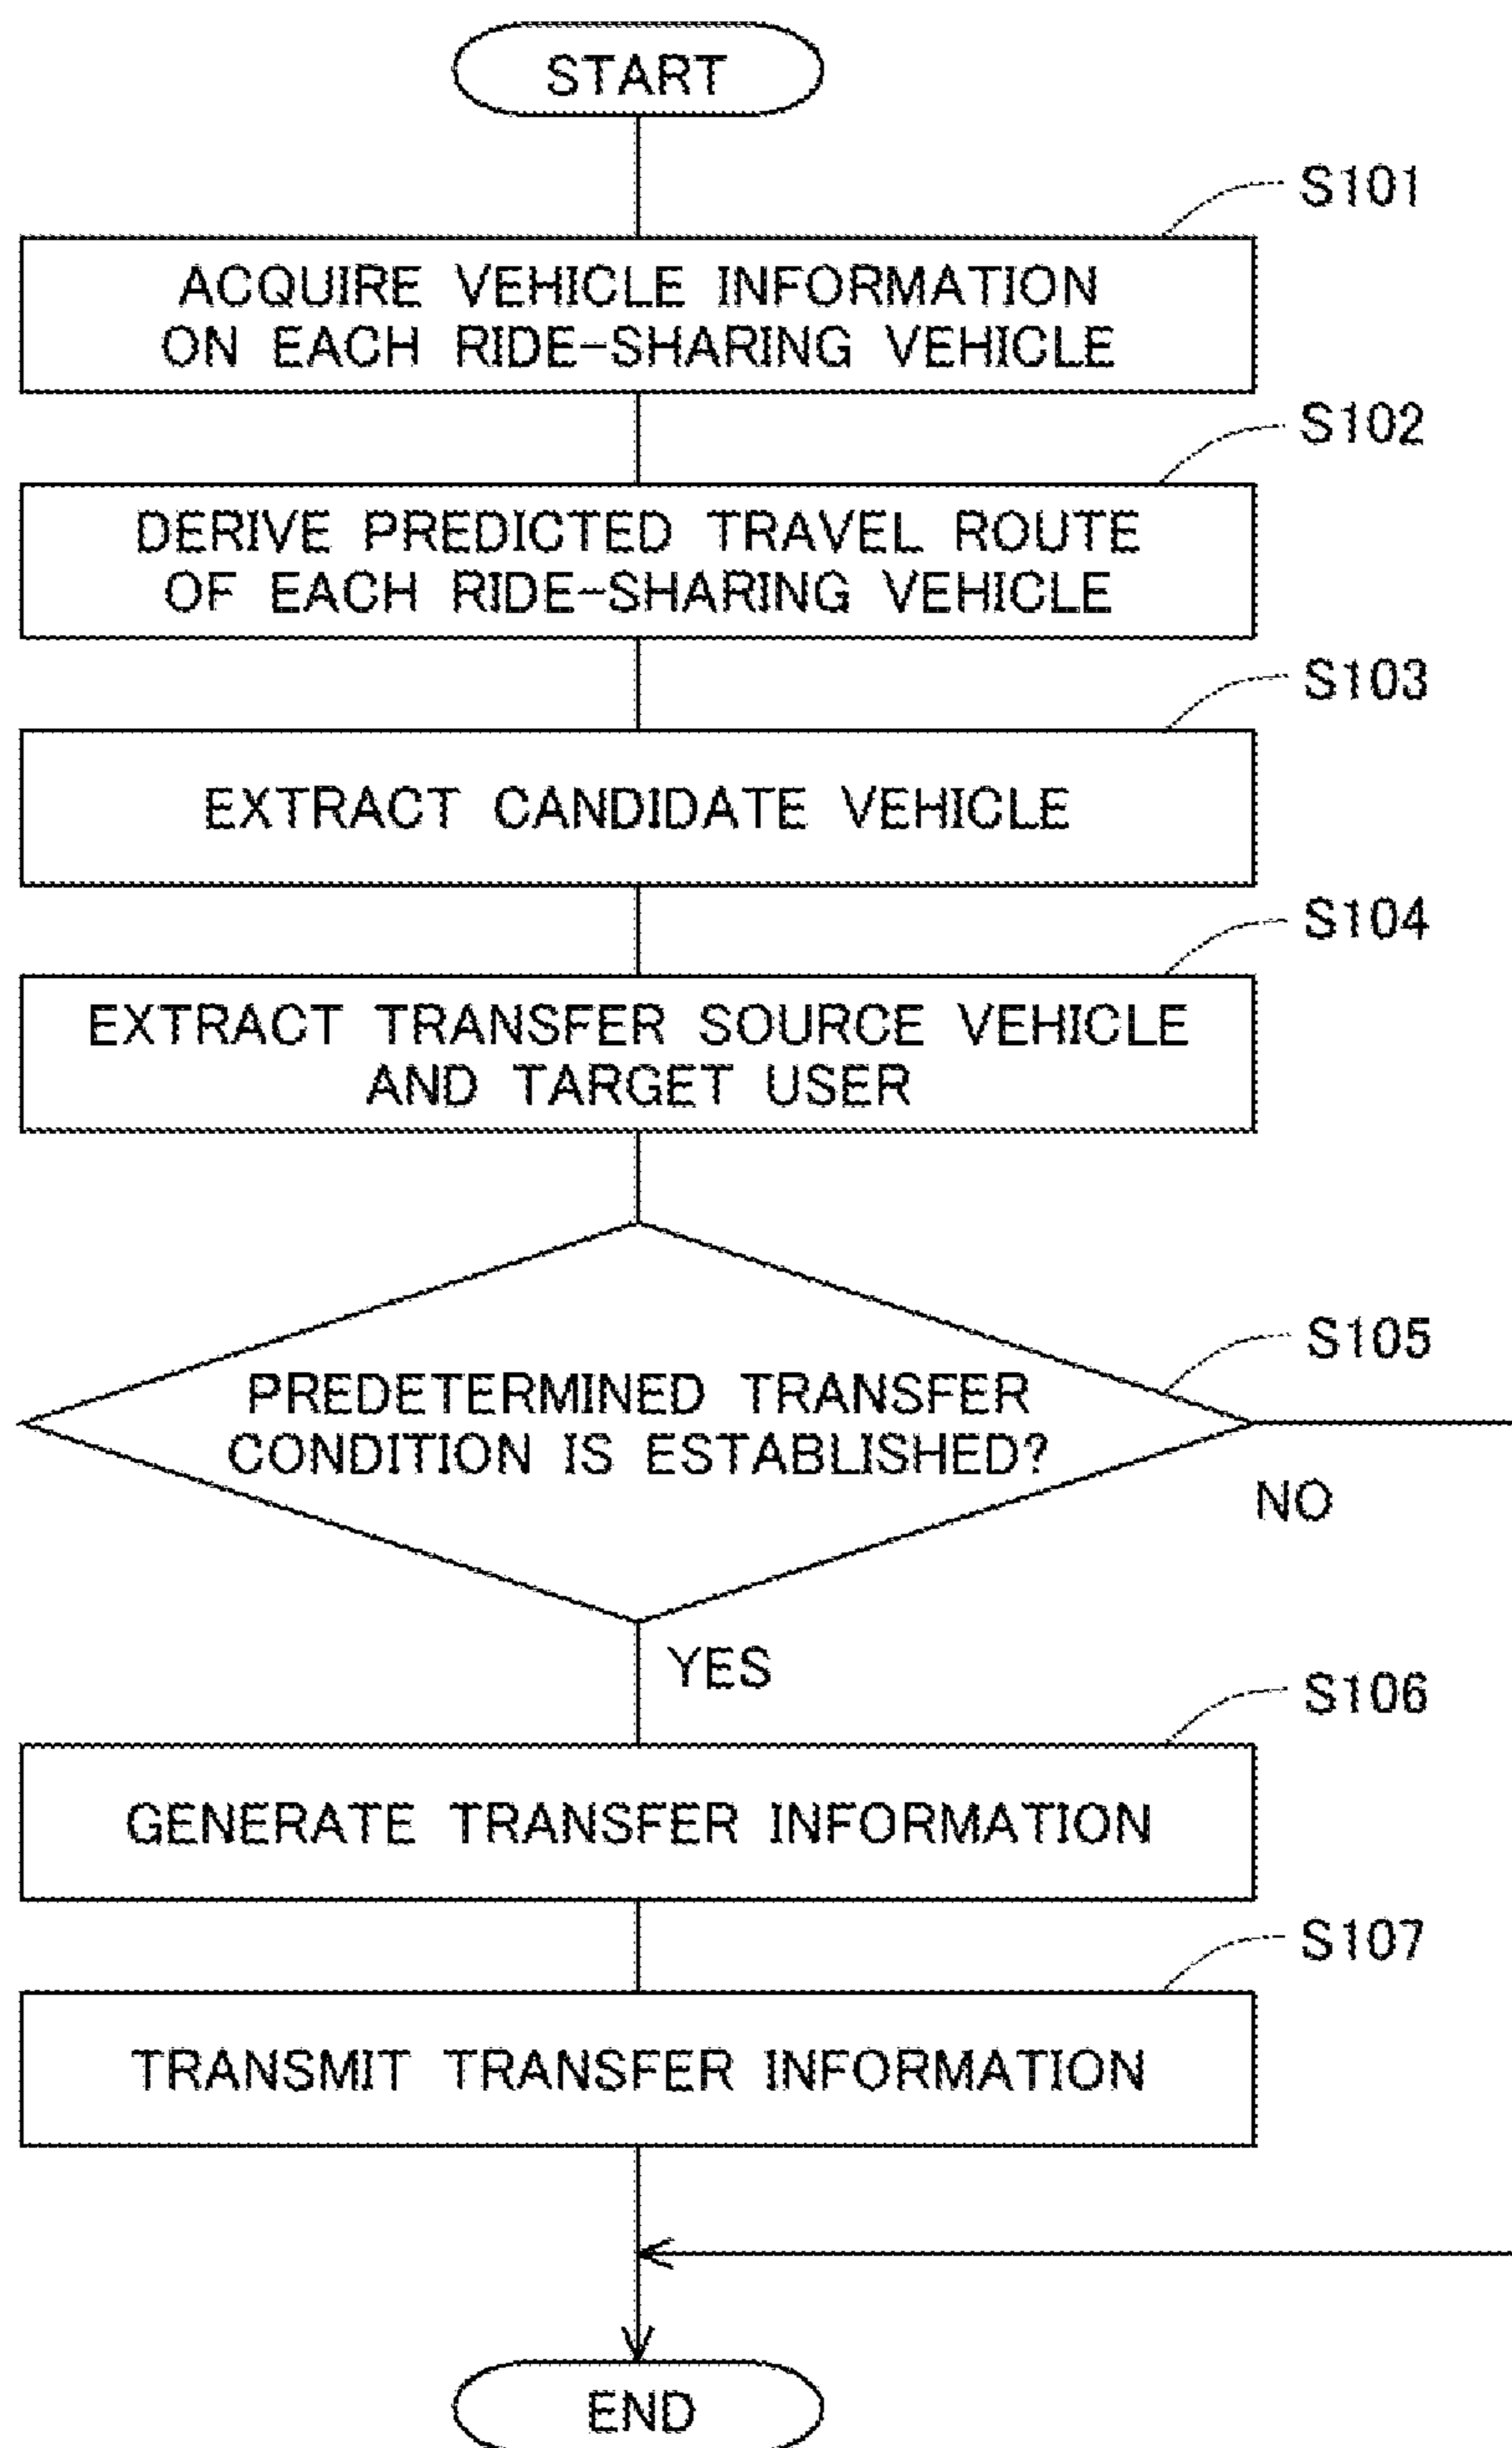 START
S101
ACQUIRE VEHICLE INFORMATION
ON EACH RIDE-SHARING VEHICLE
S102
DERIVE PREDICTED TRAVEL ROUTE
OF EACH RIDE-SHARING VEHICLE
S103
EXTRACT CANDIDATE VEHICLE
S104
EXTRACT TRANSFER SOURCE VEHICLE
AND TARGET USER
S105
PREDETERMINED TRANSFER
CONDITION IS ESTABLISHED?
NO
YES
S106
GENERATE TRANSFER INFORMATION
S107
TRANSMIT TRANSFER INFORMATION
END